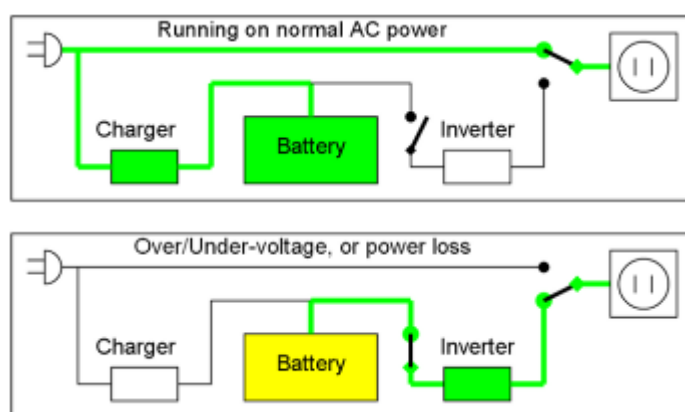 Running on normal AC power
Charger
Battery
Inverter
Over/Under-voltage, or power loss
Charger
Battery
Inverter